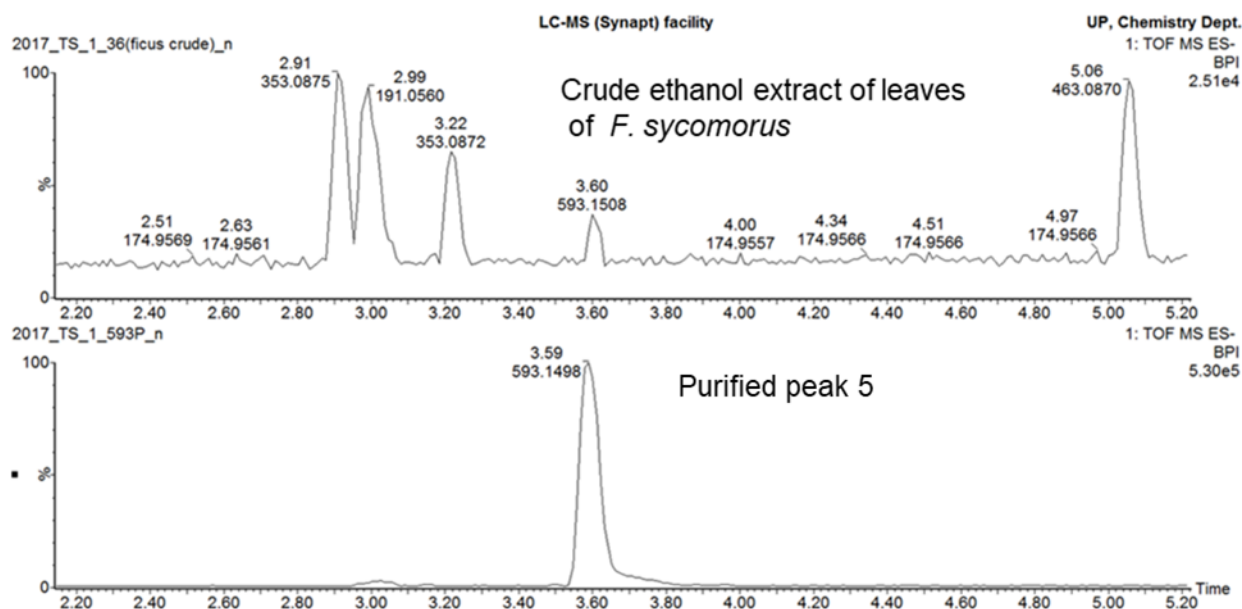 LC-MS (Synapt) facility UP, Chemistry Dept.
2017_TS_1_36(ficus crude)_n 1: TOF MS ES-
BPI
2.51e4
100
%
0
2.51
174.9569
2.63
174.9561
2.91
353.0875
2.99
191.0560
3.22
353.0872
3.60
593.1508
4.00
174.9557
4.34
174.9566
4.51
174.9566
4.97
174.9566
5.06
463.0870
Crude ethanol extract of leaves
of F. sycomorus
2.20 2.40 2.60 2.80 3.00 3.20 3.40 3.60 3.80 4.00 4.20 4.40 4.60 4.80 5.00 5.20
2017_TS_1_593P_n 1: TOF MS ES-
BPI
5.30e5
100
%
0
3.59
593.1498
Purified peak 5
Time
2.20 2.40 2.60 2.80 3.00 3.20 3.40 3.60 3.80 4.00 4.20 4.40 4.60 4.80 5.00 5.20